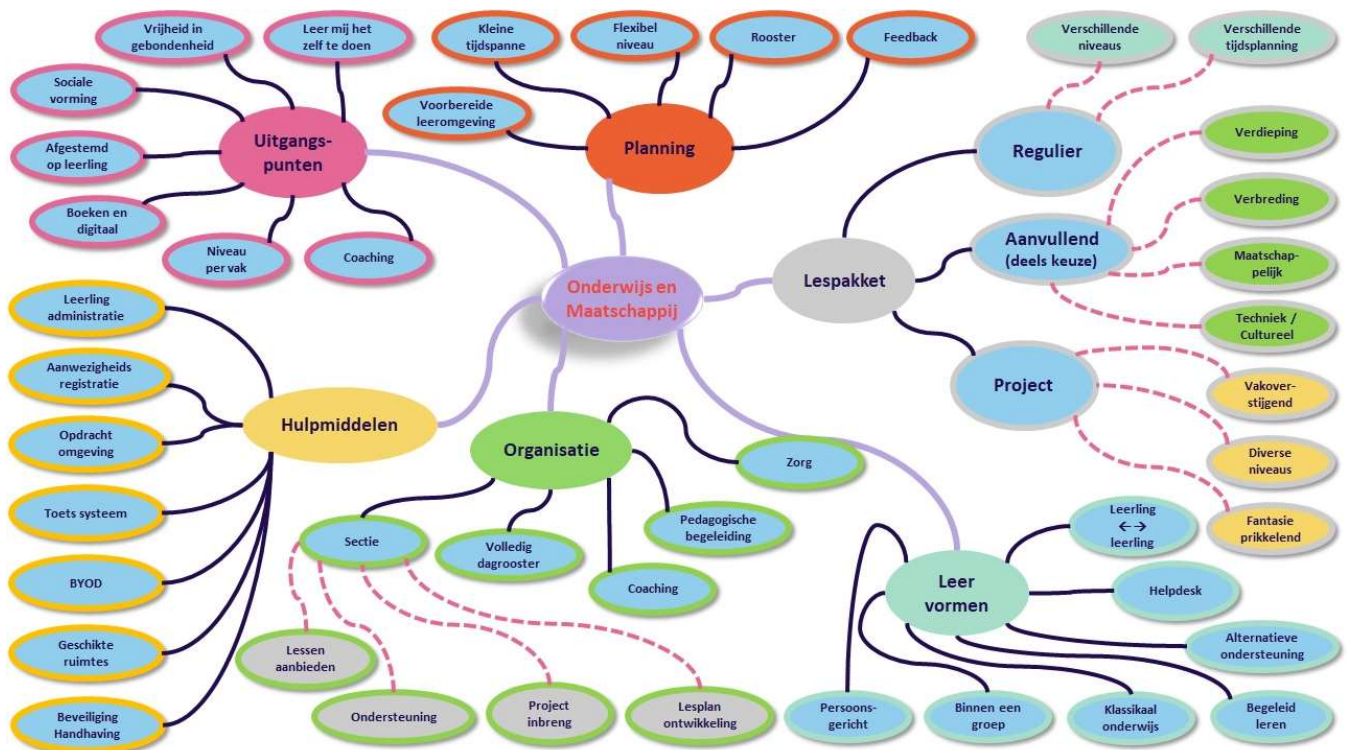 Vrijheid in
gebondenheid
Leer mij het
zelf te doen
Sociale
vorming
Afgestemd
op leerling
Boeken en
digitaal
Niveau
per vak
Coaching
Uitgangs-
punten
Kleine
tijdspanne
Flexibel
niveau
Rooster
Feedback
Voorbereide
leeromgeving
Planning
Verschillende
niveaus
Verschillende
tijdsplanning
Regulier
Verdieping
Verbreding
Aanvullend
(deels keuze)
Maatschap-
pelijk
Techniek /
Cultureel
Lespakket
Project
Vakover-
stijgend
Diverse
niveaus
Fantasie
prikkelend
Onderwijs en
Maatschappij
Leerling
administratie
Aanwezigheids
registratie
Opdracht
omgeving
Toets systeem
BYOD
Geschikte
ruimtes
Beveiliging
Handhaving
Hulpmiddelen
Organisatie
Zorg
Pedagogische
begeleiding
Coaching
Volledig
dagrooster
Sectie
Lessen
aanbieden
Ondersteuning
Project
inbreng
Lesplan
ontwikkeling
Leer
vormen
Leerling
←→
leerling
Helpdesk
Alternatieve
ondersteuning
Begeleid
leren
Klassikaal
onderwijs
Binnen een
groep
Persoons-
gericht